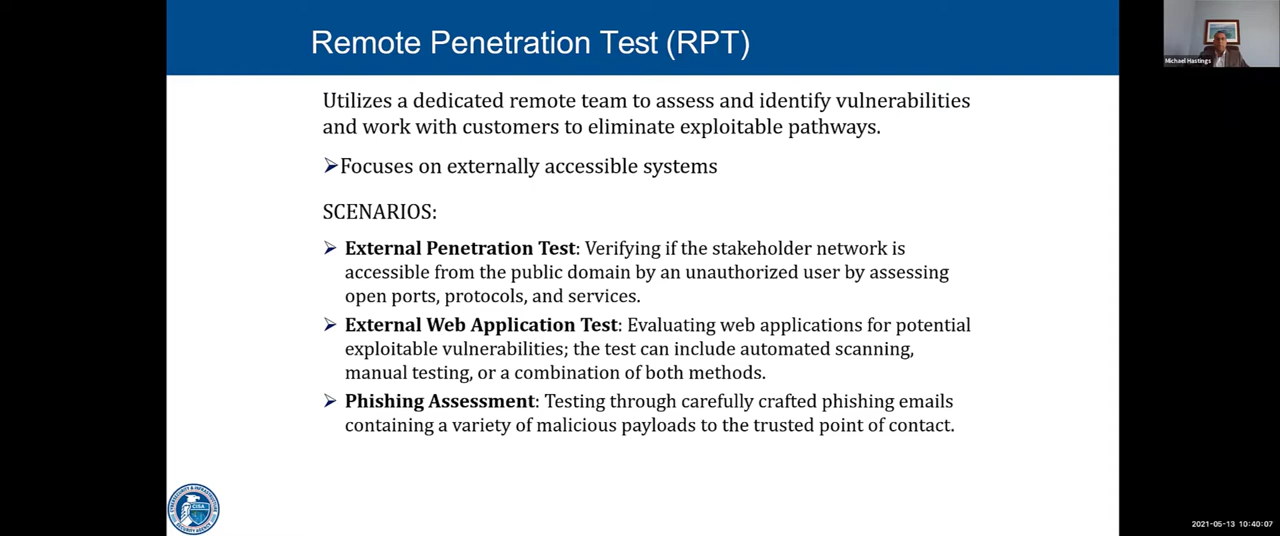 Remote Penetration Test (RPT)
Michael Hastings
Utilizes a dedicated remote team to assess and identify vulnerabilities
and work with customers to eliminate exploitable pathways.
➢Focuses on externally accessible systems
SCENARIOS:
➢ External Penetration Test: Verifying if the stakeholder network is
accessible from the public domain by an unauthorized user by assessing
open ports, protocols, and services.
➢ External Web Application Test: Evaluating web applications for potential
exploitable vulnerabilities; the test can include automated scanning,
manual testing, or a combination of both methods.
➢ Phishing Assessment: Testing through carefully crafted phishing emails
containing a variety of malicious payloads to the trusted point of contact.
CYBERSECURITY & INFRASTRUCTURE
CISA
SECURITY AGENCY
2021-05-13 10:40:07